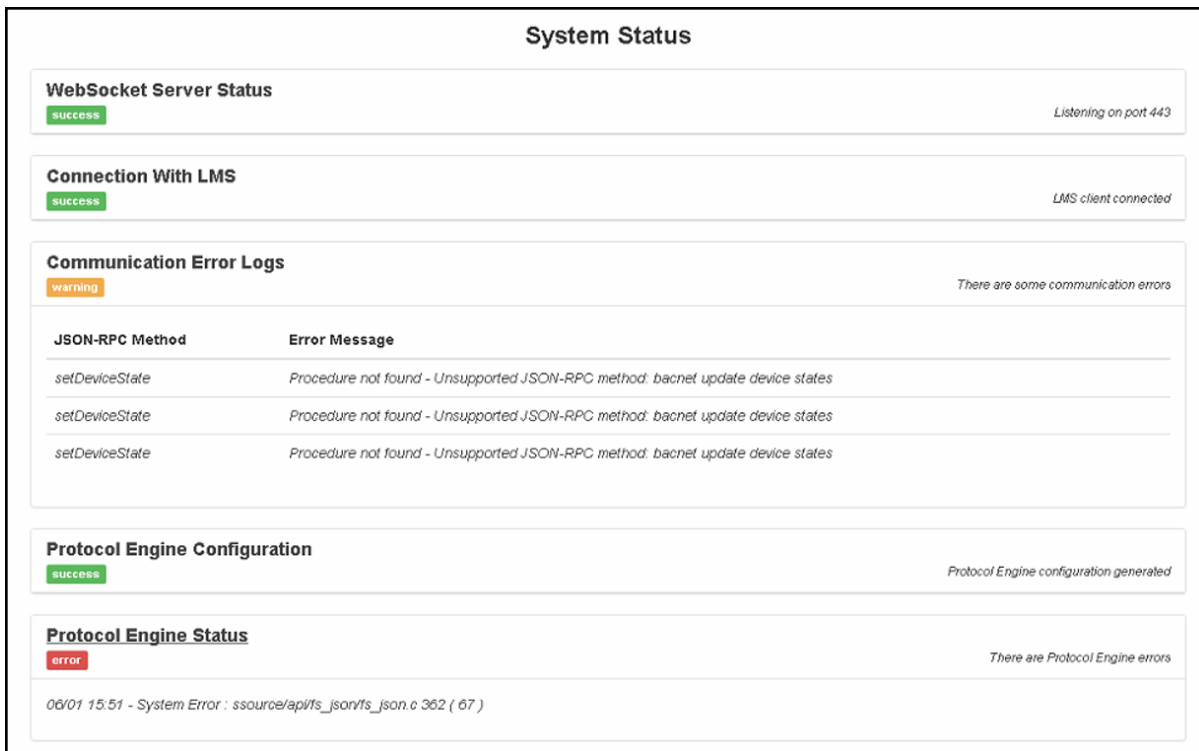 System Status
WebSocket Server Status
success
Listening on port 443
Connection With LMS
success
LMS client connected
Communication Error Logs
warning
There are some communication errors
JSON-RPC Method Error Message
setDeviceState Procedure not found - Unsupported JSON-RPC method: bacnet update device states
setDeviceState Procedure not found - Unsupported JSON-RPC method: bacnet update device states
setDeviceState Procedure not found - Unsupported JSON-RPC method: bacnet update device states
Protocol Engine Configuration
success
Protocol Engine configuration generated
Protocol Engine Status
error
There are Protocol Engine errors
06/01 15:51 - System Error : ssource/api/fs_json/fs_json.c 362 ( 67 )